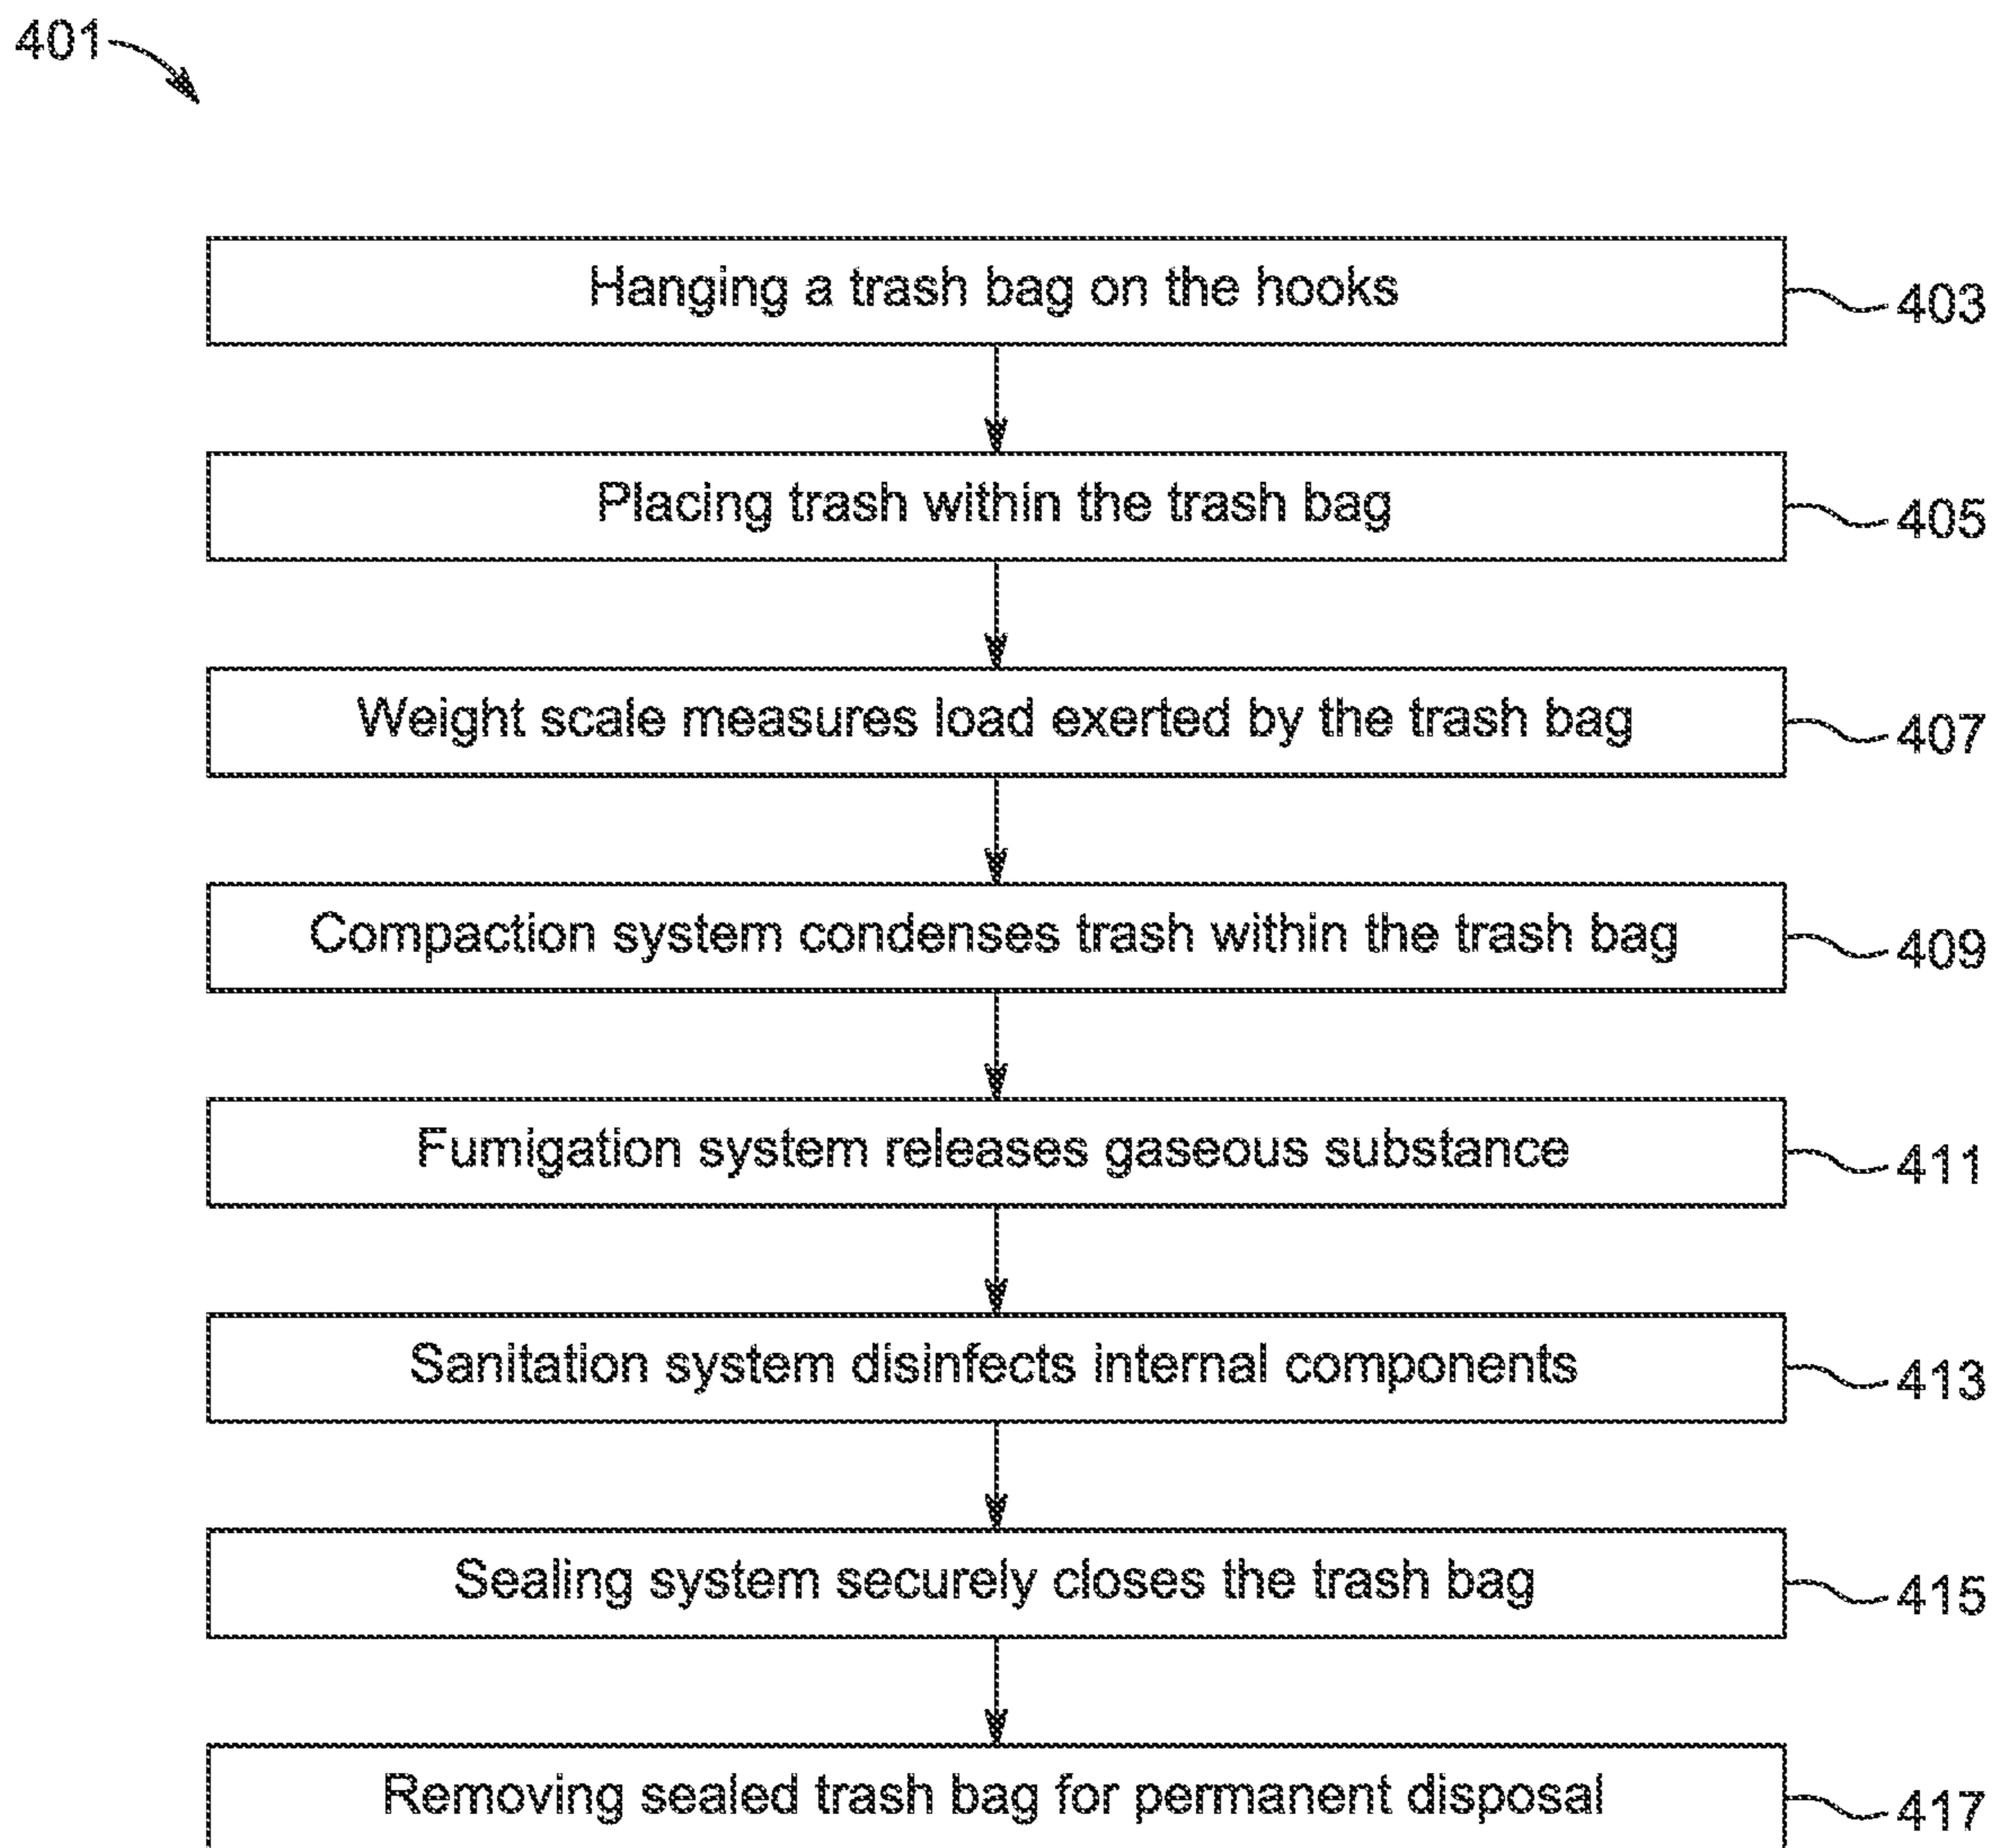 401
Hanging a trash bag on the hooks
403
Placing trash within the trash bag
405
Weight scale measures load exerted by the trash bag
407
Compaction system condenses trash within the trash bag
409
Fumigation system releases gaseous substance
411
Sanitation system disinfects internal components
413
Sealing system securely closes the trash bag
415
Removing sealed trash bag for permanent disposal
417